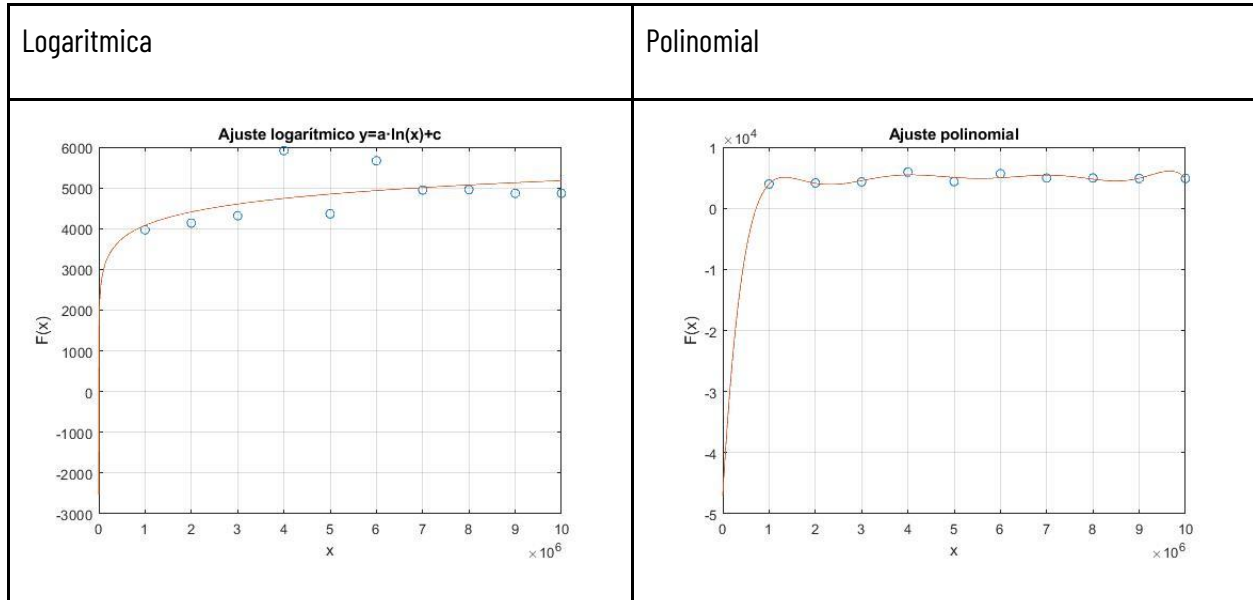 Logaritmica
Polinomial
Ajuste logarítmico y=a·ln(x)+c
6000
5000
4000
3000
2000
1000
0
-1000
-2000
-3000
F(x)
0 1 2 3 4 5 6 7 8 9 10
x
× 10^6
Ajuste polinomial
× 10^4
1
0
-1
-2
-3
-4
-5
F(x)
0 1 2 3 4 5 6 7 8 9 10
x
× 10^6